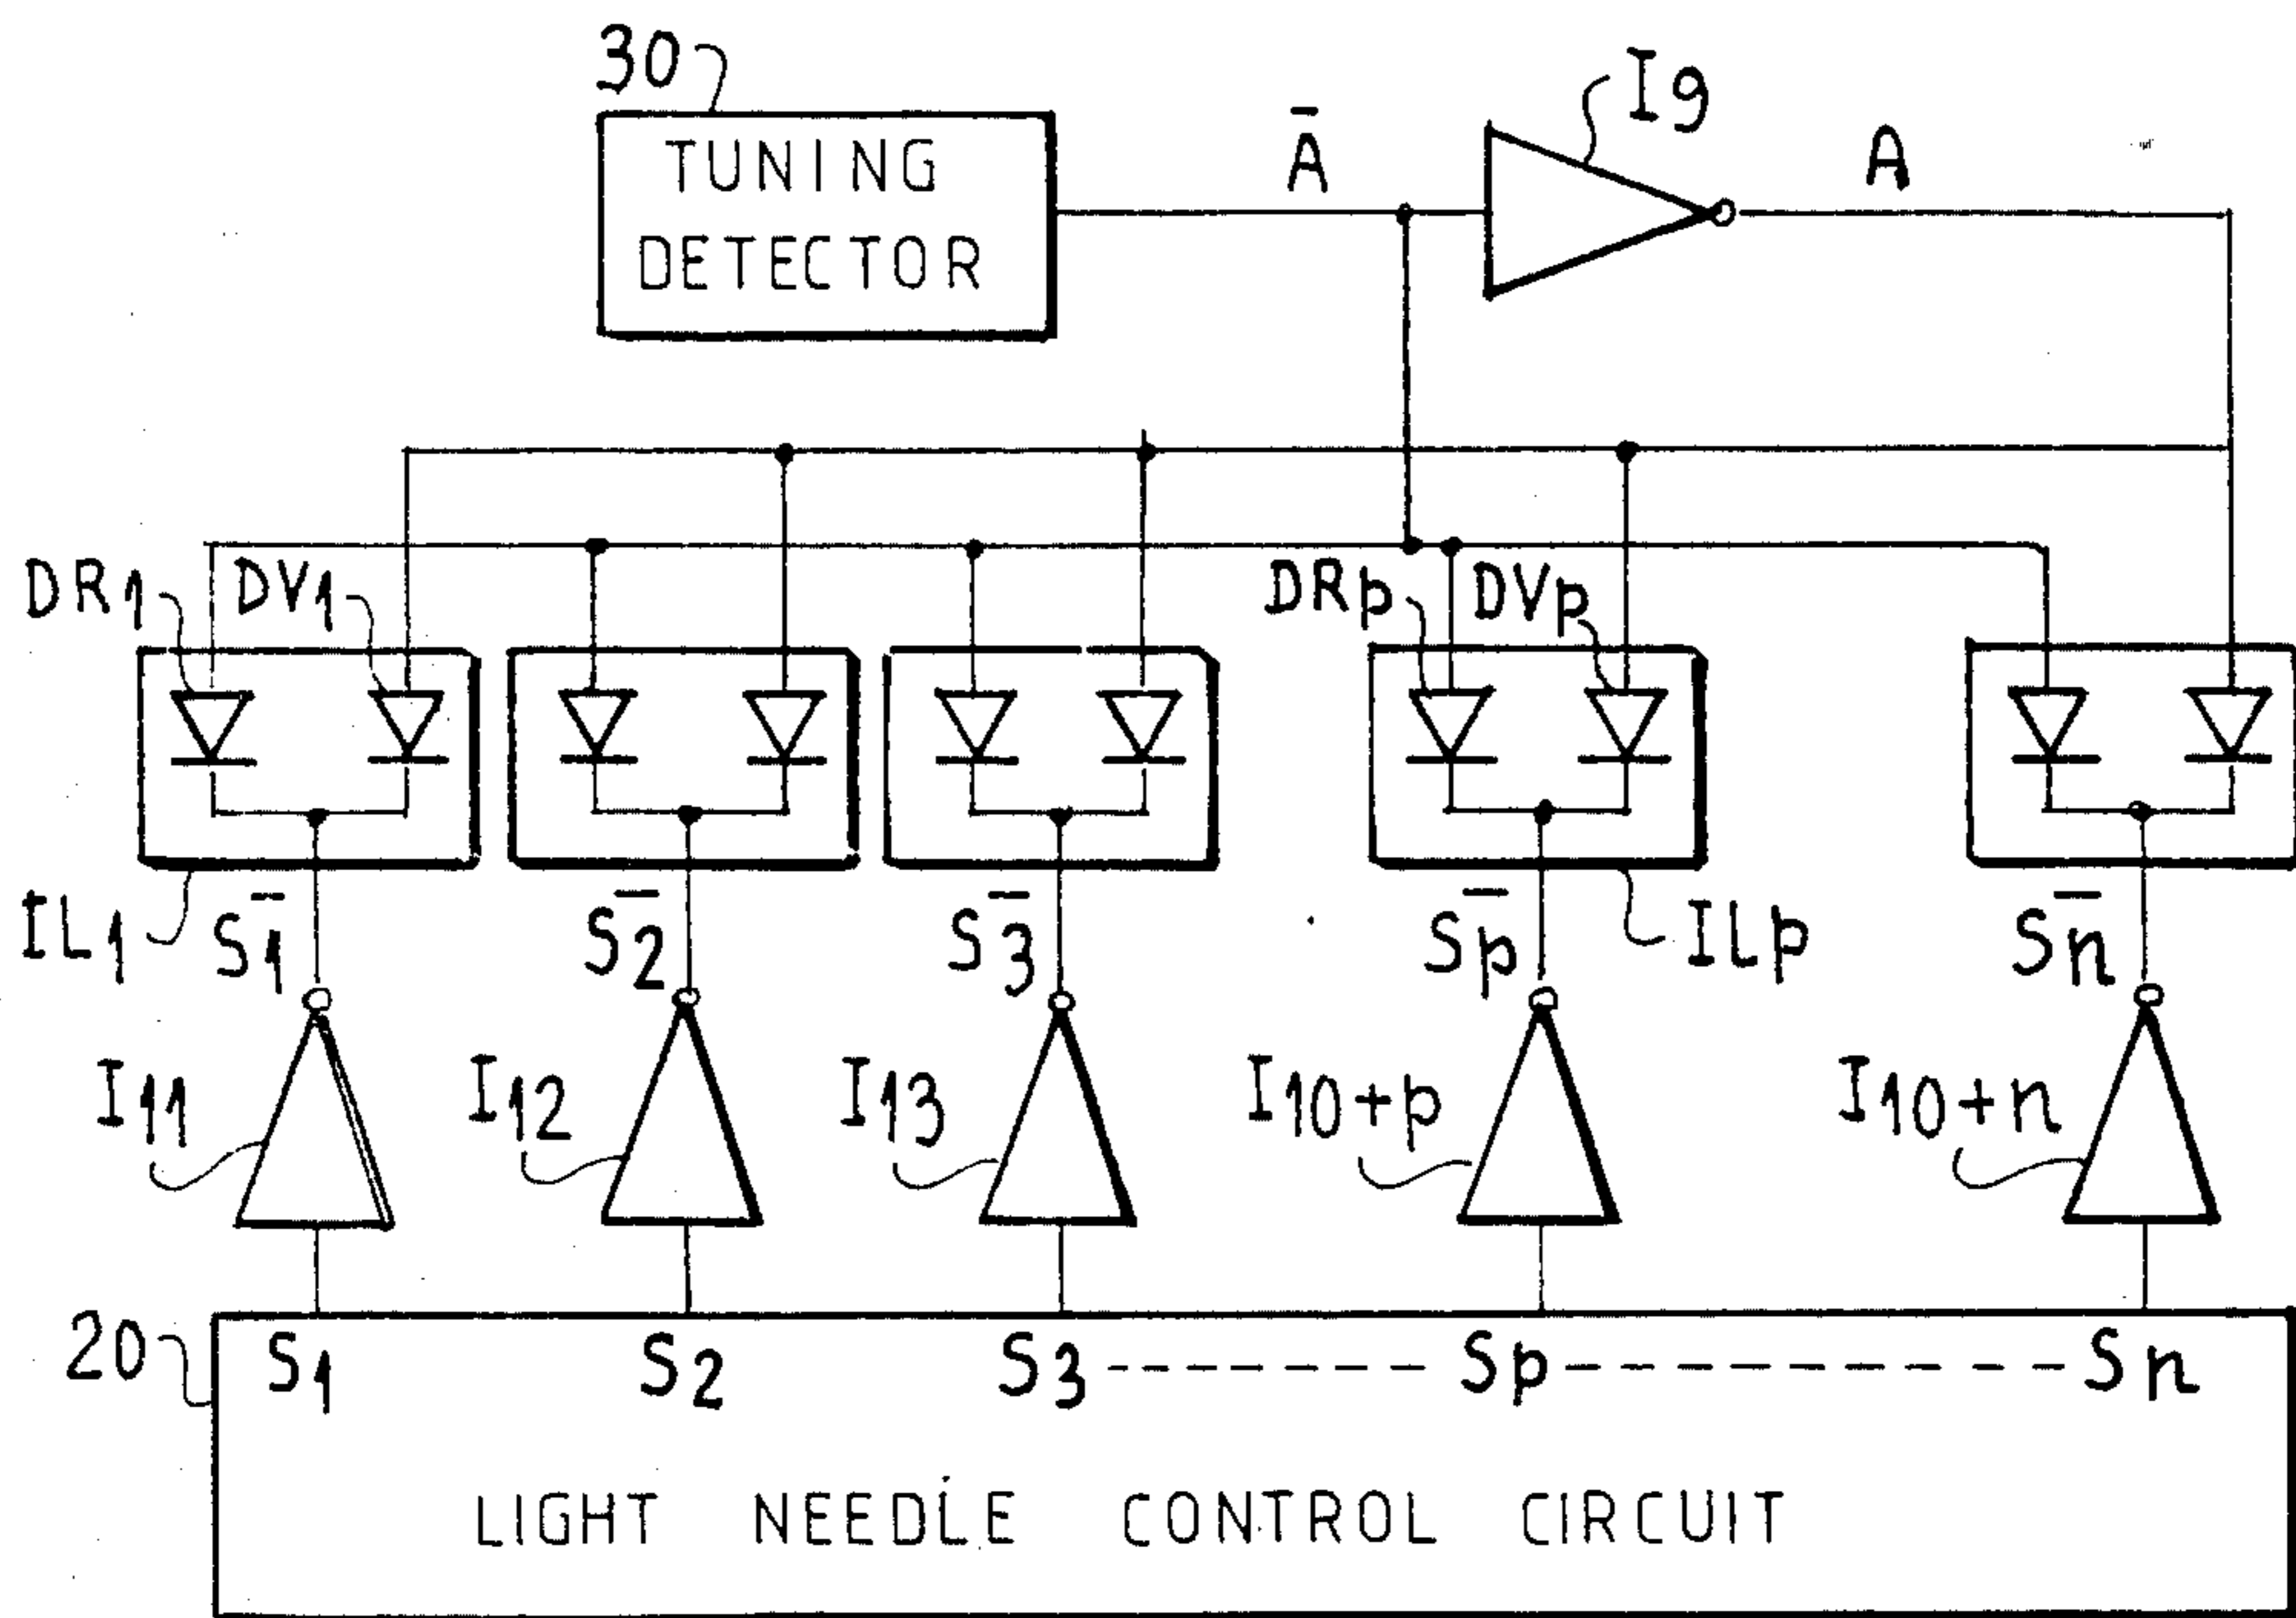 30
I9
TUNING
DETECTOR
Ā
A
DR1
DV1
DRp
DVp
IL1
S̄1
S̄2
S̄3
S̄p
ILp
S̄n
I11
I12
I13
I10+p
I10+n
20
S1 S2 S3 ------ Sp ------ Sn
LIGHT NEEDLE CONTROL CIRCUIT